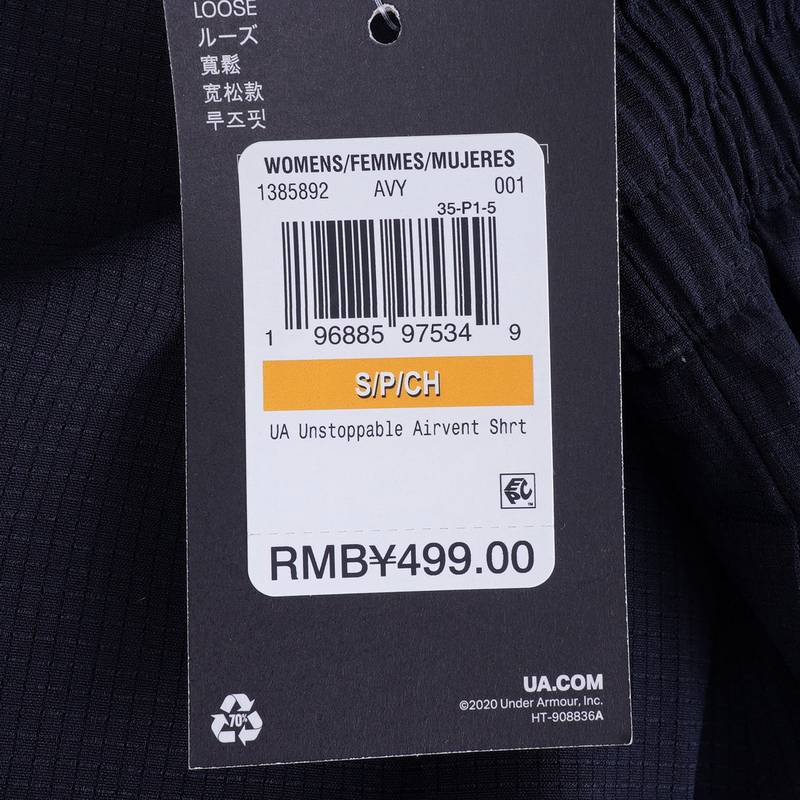 LOOSE
ルーズ
寬鬆
宽松款
루즈핏
WOMENS/FEMMES/MUJERES
1385892 AVY 001
35-P1-5
1 96885 97534 9
S/P/CH
UA Unstoppable Airvent Shrt
EPC
™
RMB¥499.00
70%
UA.COM
©2020 Under Armour, Inc.
HT-908836A